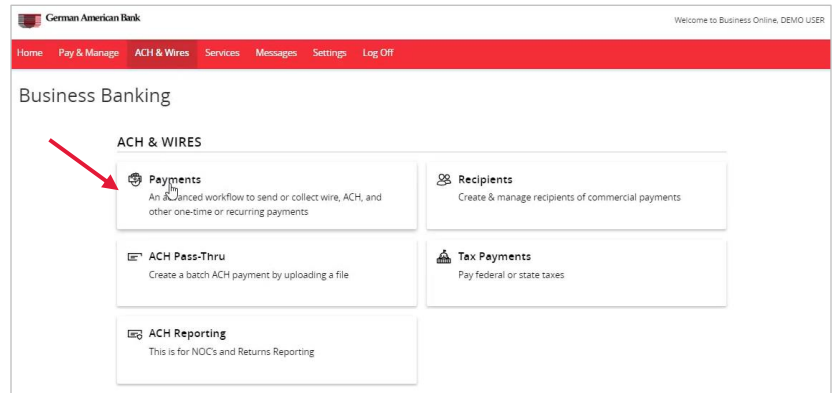 German American Bank
Welcome to Business Online, DEMO USER
Home Pay & Manage ACH & Wires Services Messages Settings Log Off
Business Banking
ACH & WIRES
Payments
An advanced workflow to send or collect wire, ACH, and
other one-time or recurring payments
Recipients
Create & manage recipients of commercial payments
ACH Pass-Thru
Create a batch ACH payment by uploading a file
Tax Payments
Pay federal or state taxes
ACH Reporting
This is for NOC's and Returns Reporting